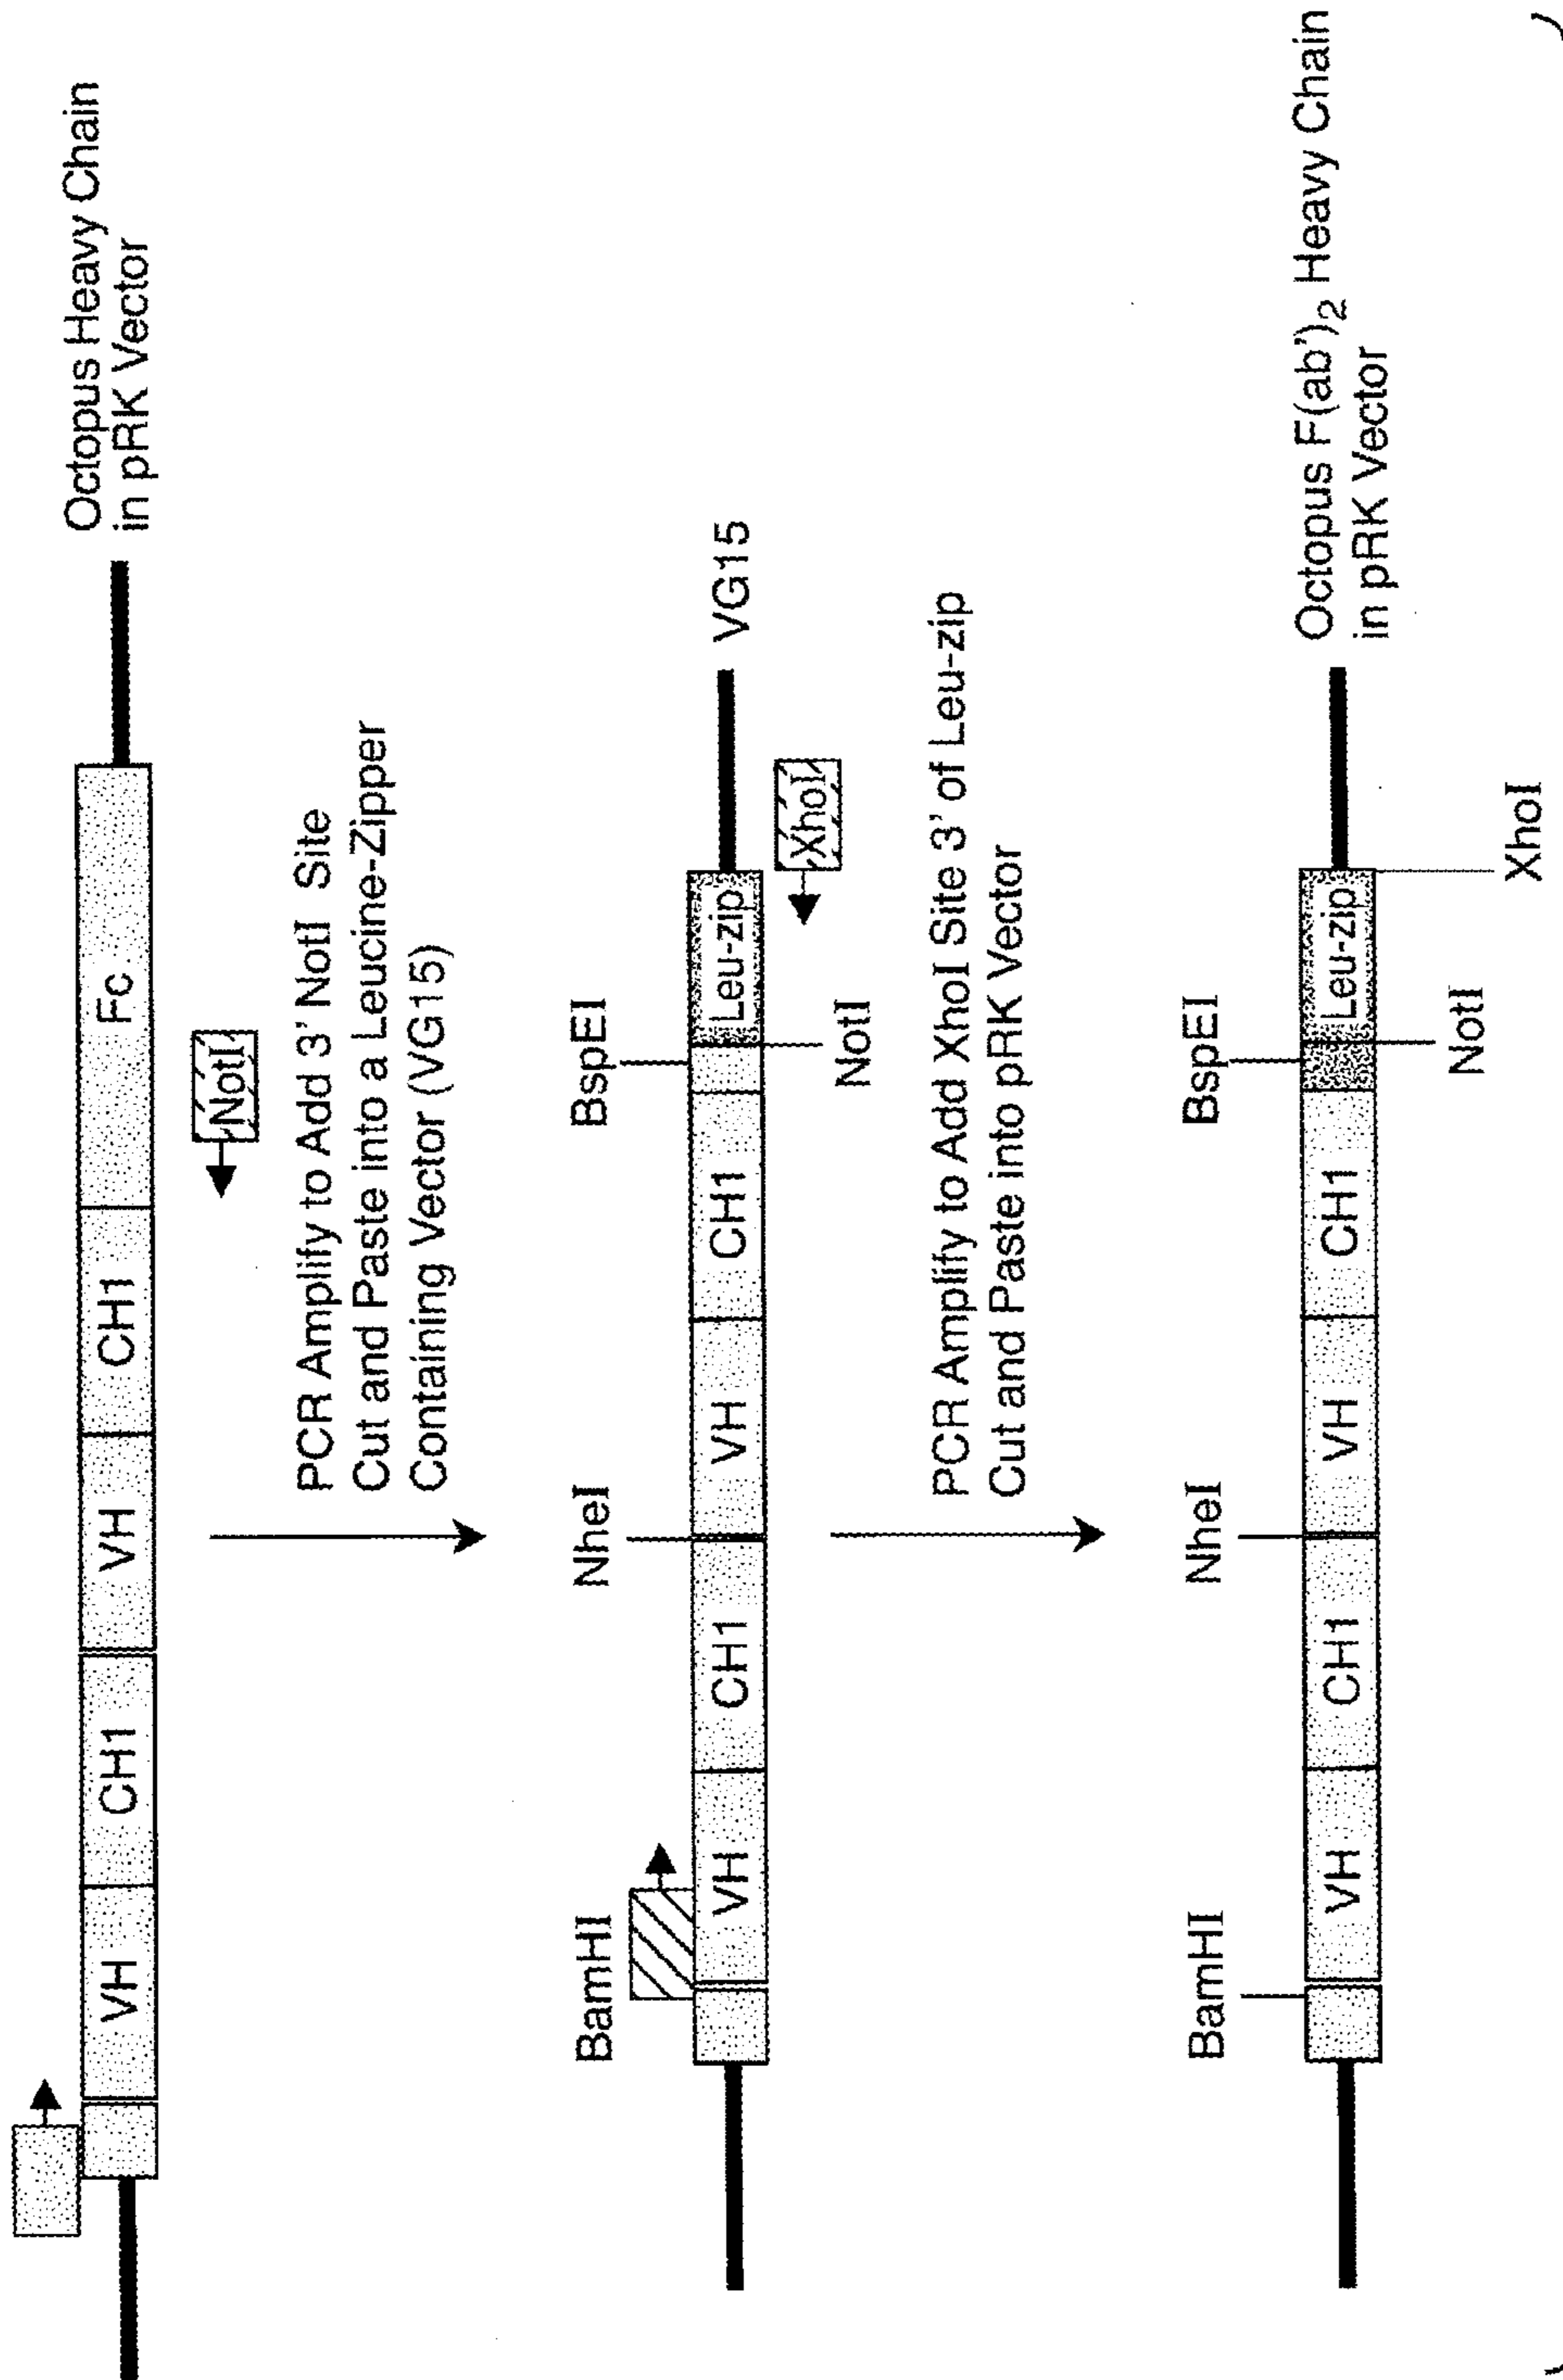 Octopus Heavy Chain
in pRK Vector
VH
CH1
VH
CH1
Fc
NotI
PCR Amplify to Add 3' NotI Site
Cut and Paste into a Leucine-Zipper
Containing Vector (VG15)
BamHI
NheI
BspEI
VH
CH1
VH
CH1
Leu-zip
VG15
NotI
XhoI
PCR Amplify to Add XhoI Site 3' of Leu-zip
Cut and Paste into pRK Vector
BamHI
NheI
BspEI
Octopus F(ab')₂ Heavy Chain
in pRK Vector
VH
CH1
VH
CH1
Leu-zip
NotI
XhoI